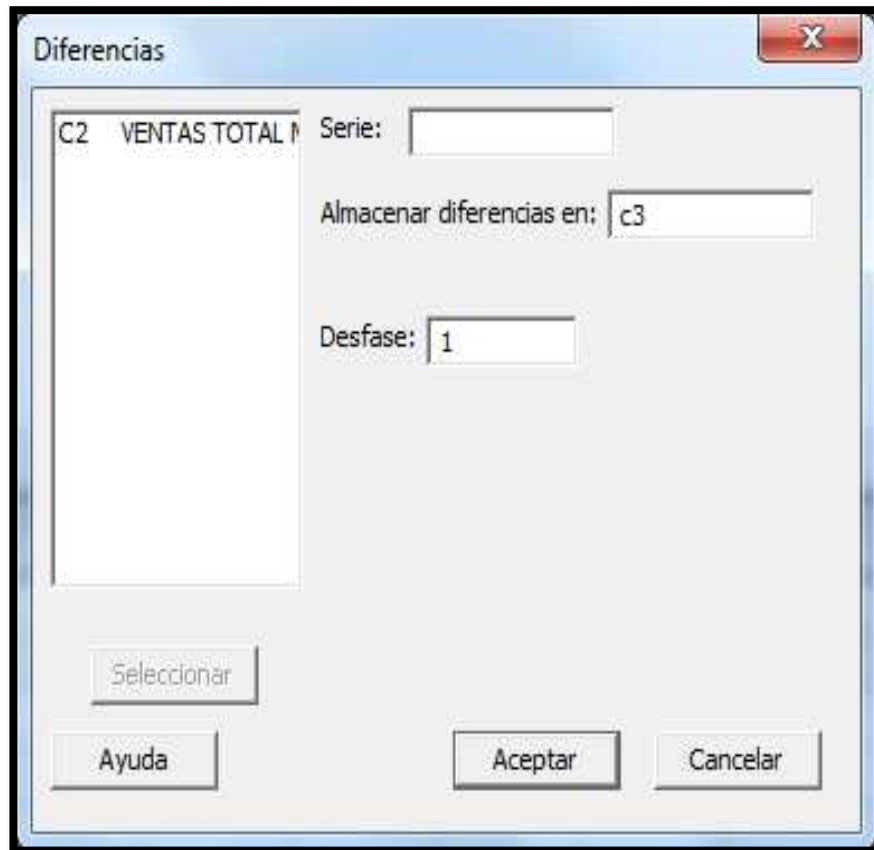 Diferencias
X
C2 VENTAS TOTAL
Serie:
Almacenar diferencias en: c3
Desfase: 1
Seleccionar
Ayuda Aceptar Cancelar